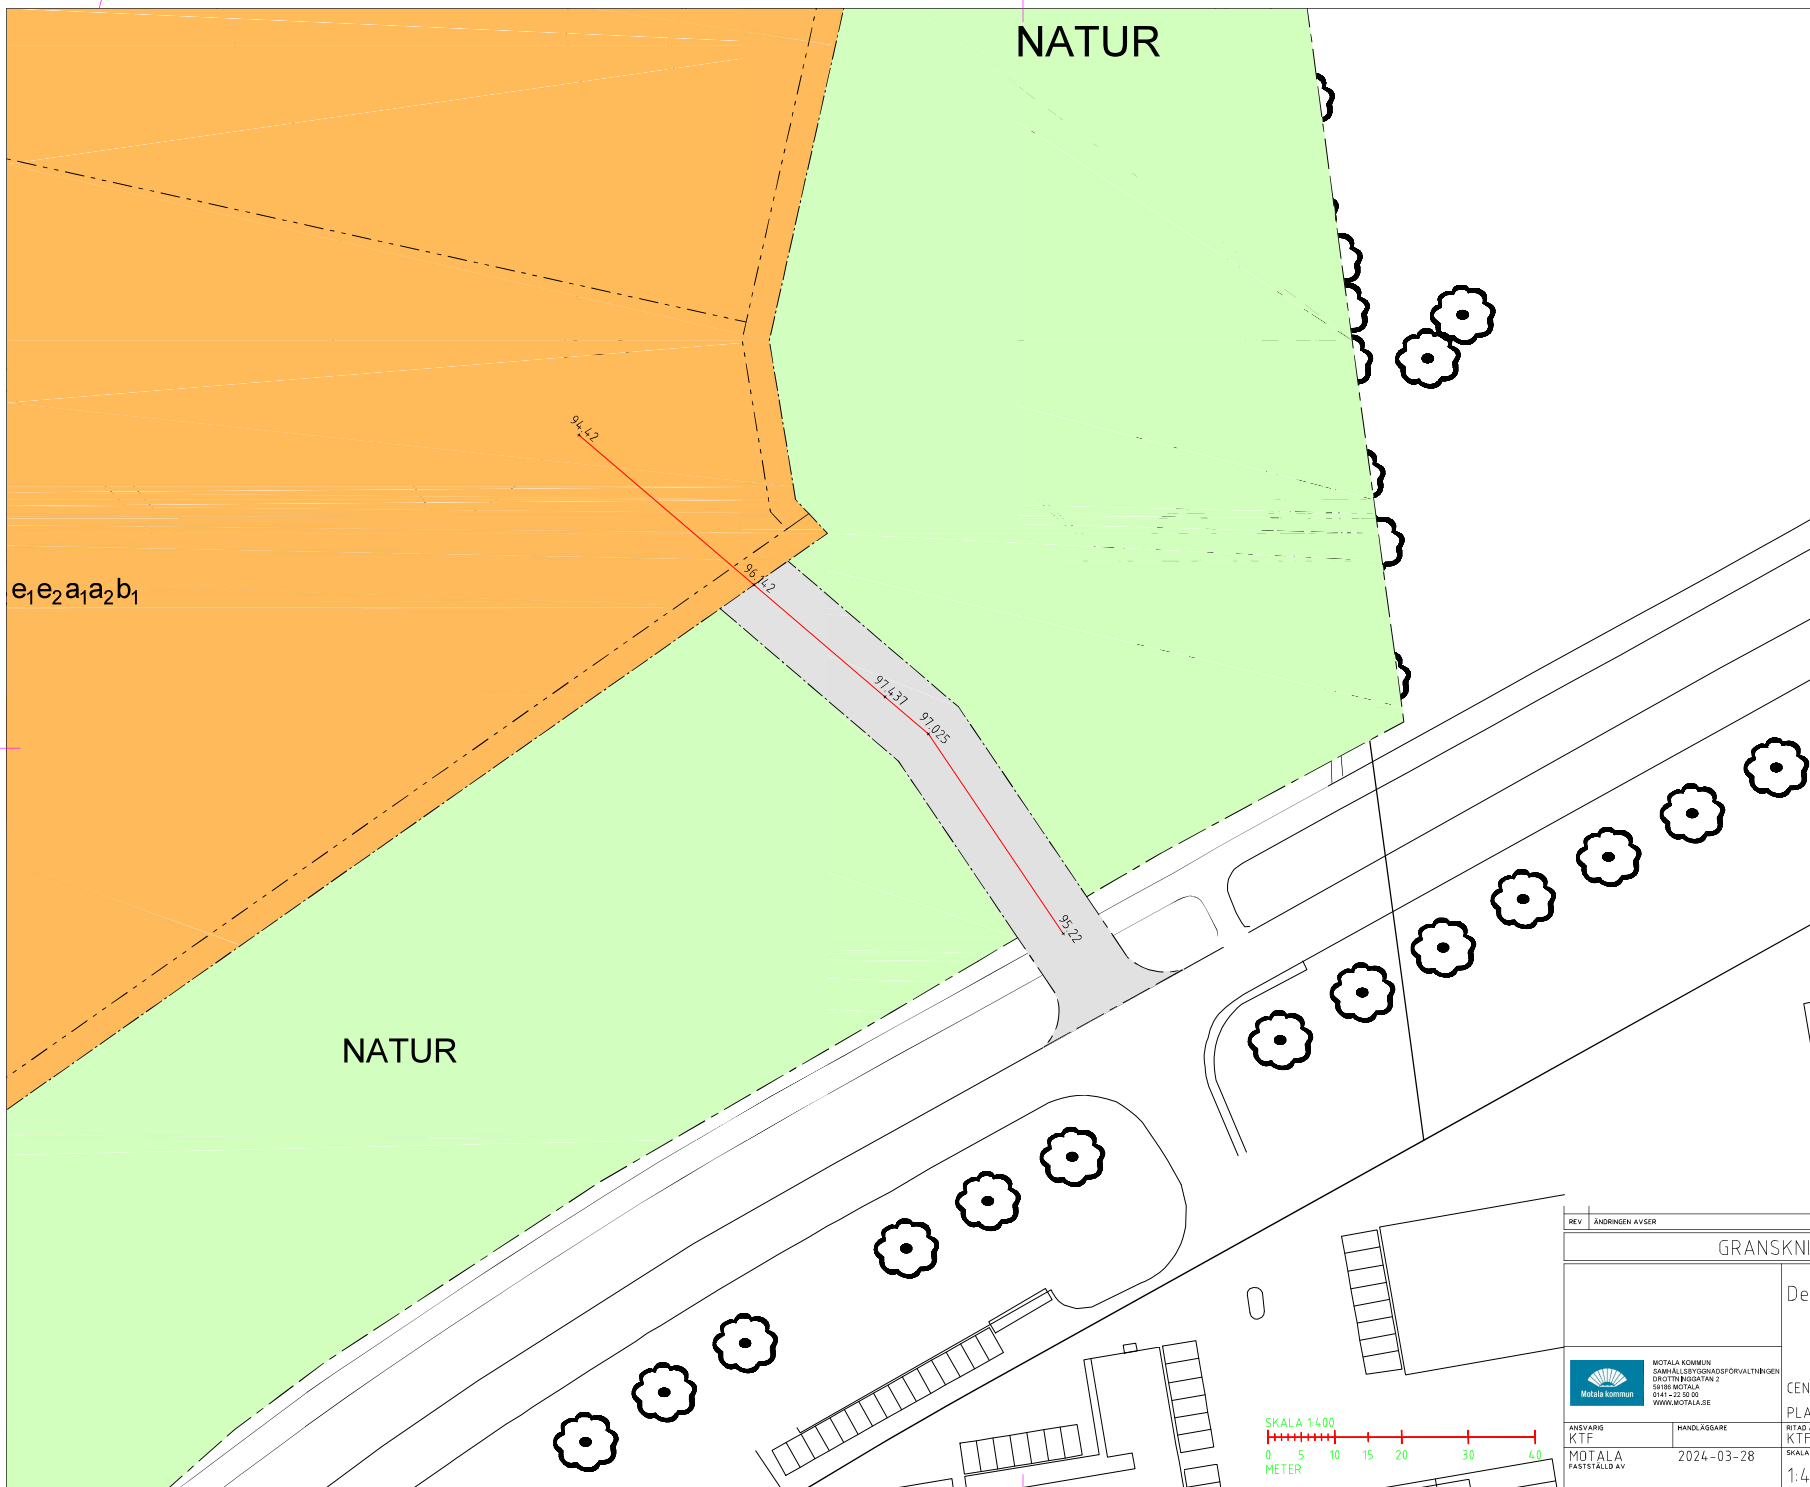 NATUR
94.42
96.142
e₁e₂a₁a₂b₁
97.437
97.025
95.22
NATUR
REV ÄNDRINGEN AVSER
GRANSKNI
De
MOTALA KOMMUN
SAMHÄLLSBYGGNADSFÖRVALTNINGEN
DROTTNINGGATAN 2
59186 MOTALA
0141 - 22 50 00
WWW.MOTALA.SE
Motala kommun
CEN
PLA
ANSVARIG HANDLÄGGARE RITAD
KTF KTF
MOTALA 2024-03-28 SKALA
FASTSTÄLLD AV
1:4
SKALA 1:400
0 5 10 15 20 30 40
METER